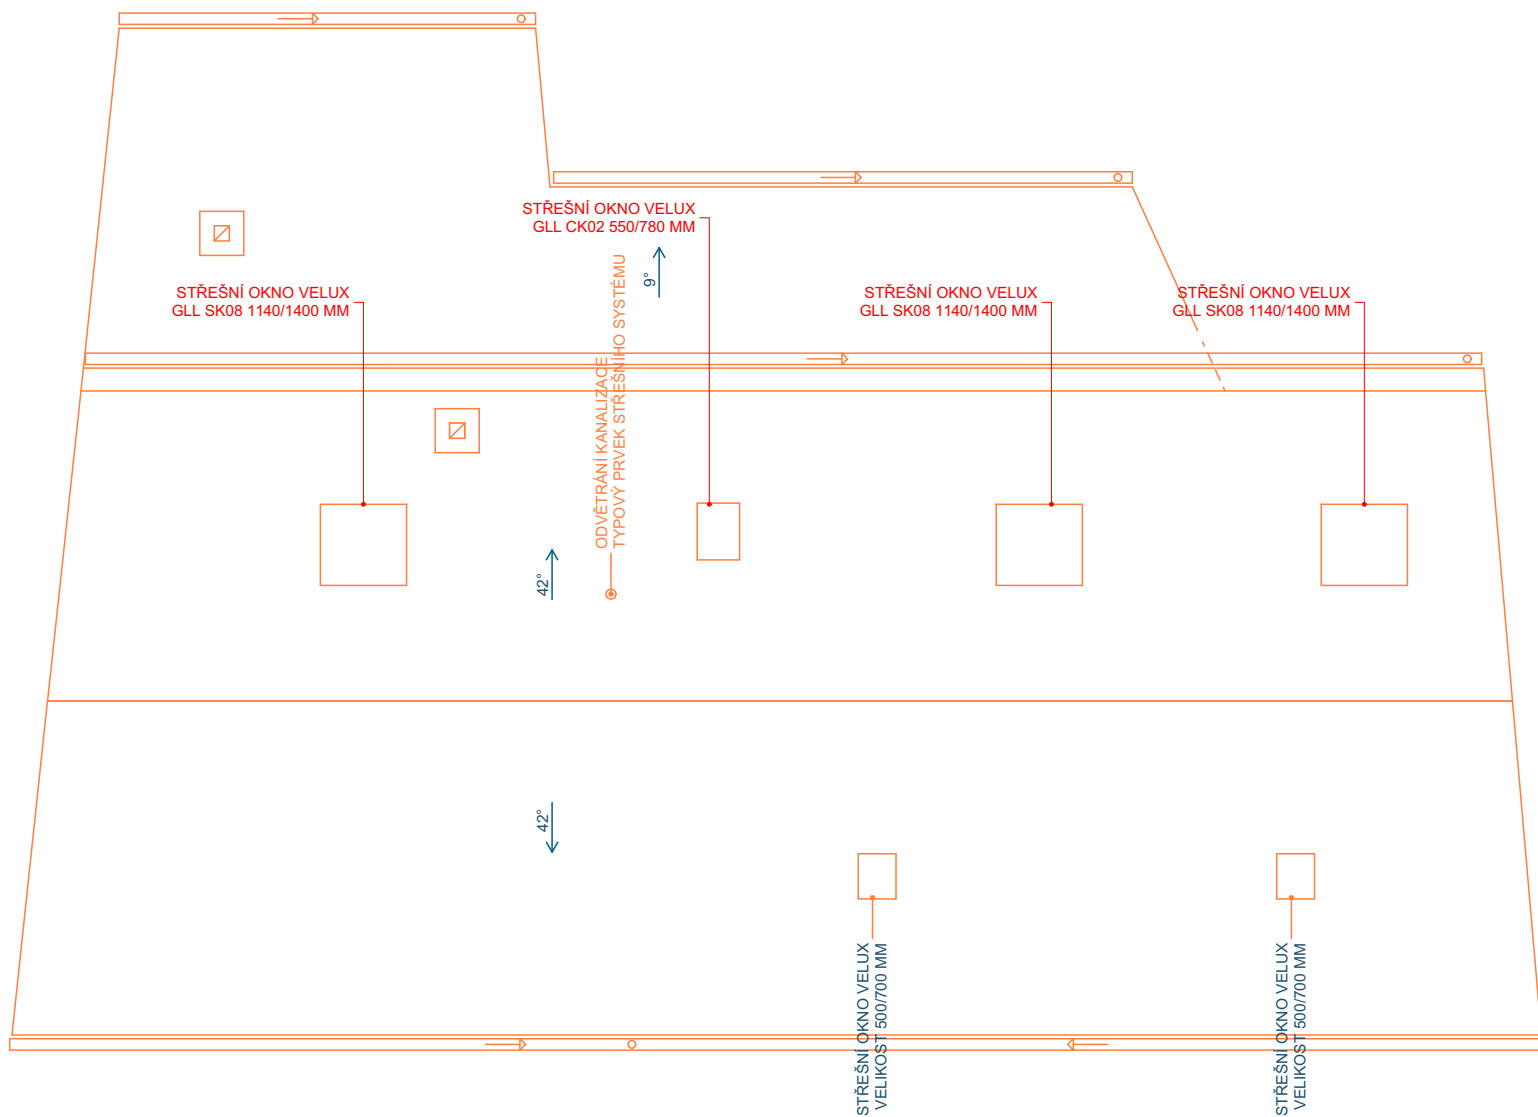 STŘEŠNÍ OKNO VELUX
GLL CK02 550/780 MM
9°
STŘEŠNÍ OKNO VELUX
GLL SK08 1140/1400 MM
STŘEŠNÍ OKNO VELUX
GLL SK08 1140/1400 MM
STŘEŠNÍ OKNO VELUX
GLL SK08 1140/1400 MM
ODVĚTRÁNÍ KANALIZACE
TYPOVÝ PRVEK STŘEŠNÍHO SYSTÉMU
42°
42°
STŘEŠNÍ OKNO VELUX
VELIKOST 500/700 MM
STŘEŠNÍ OKNO VELUX
VELIKOST 500/700 MM